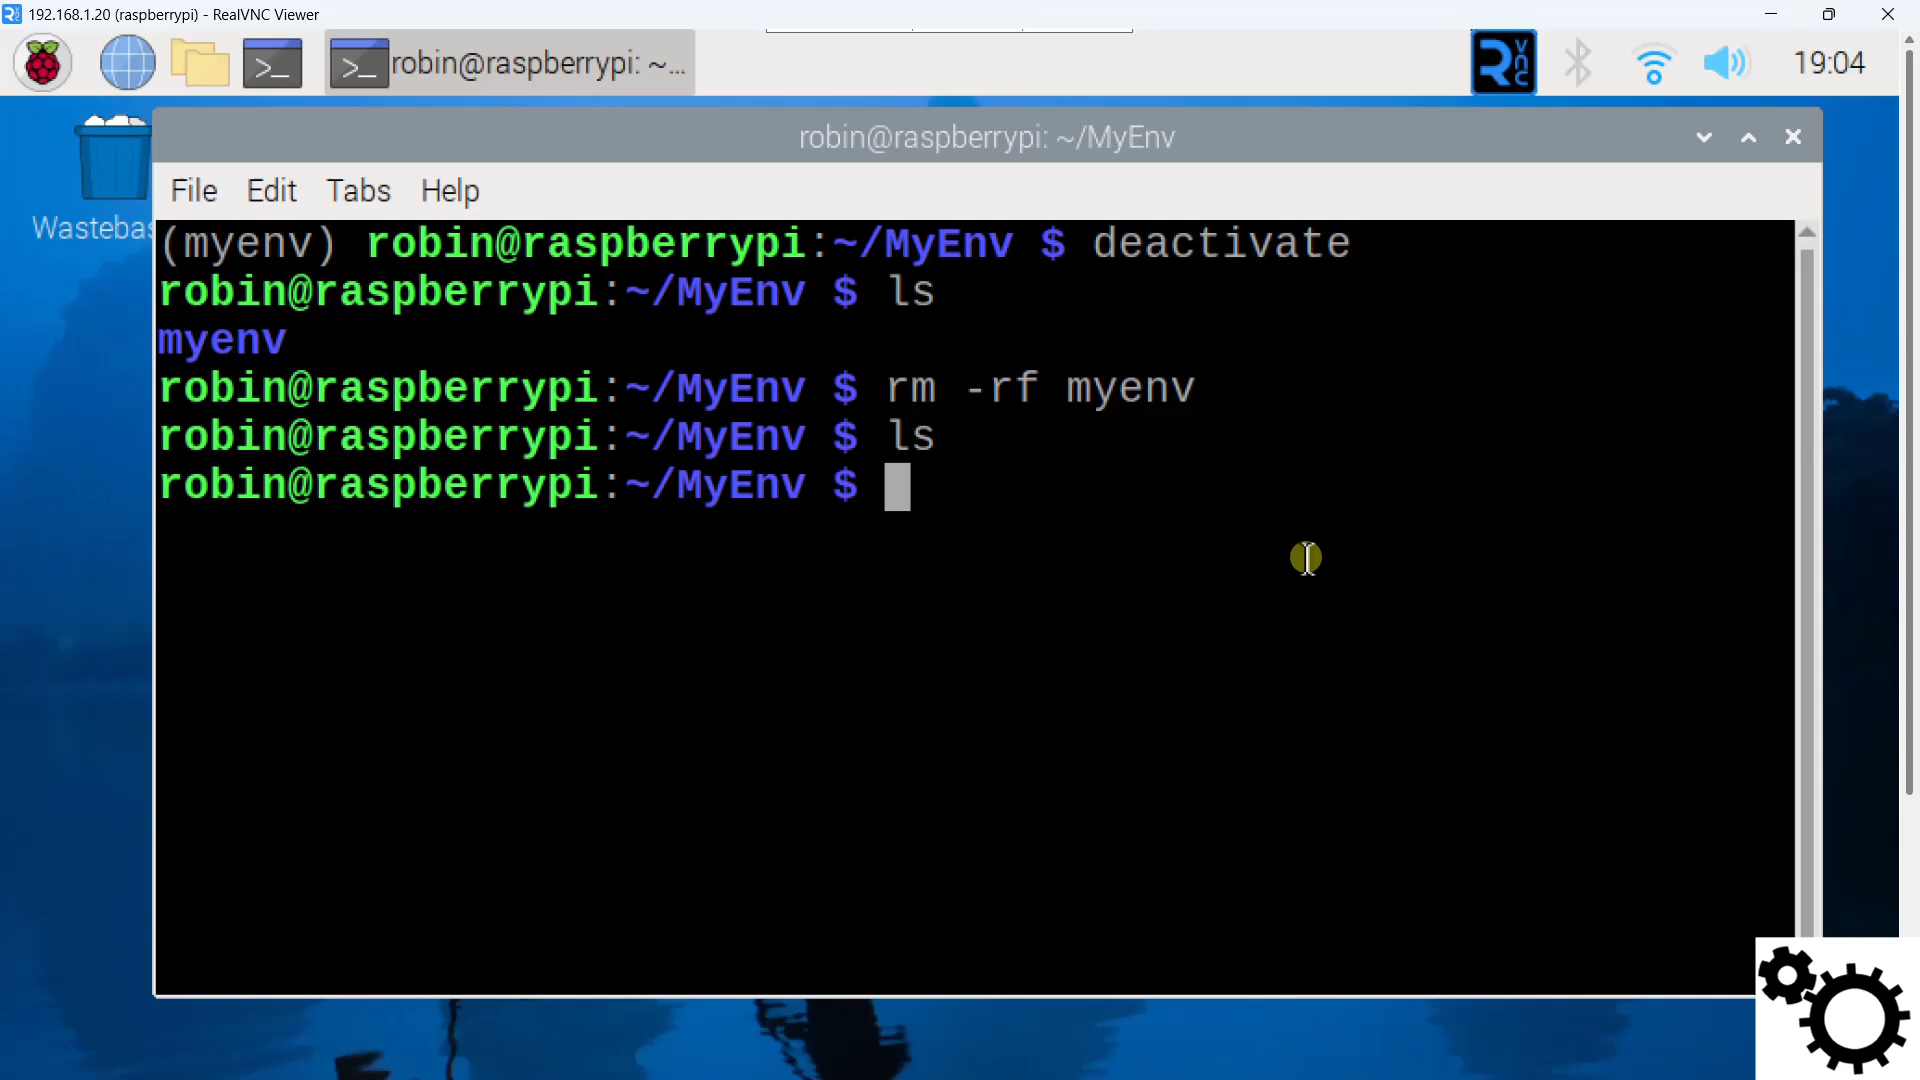 192.168.1.20 (raspberrypi) - RealVNC Viewer
robin@raspberrypi: ~...
19:04
robin@raspberrypi: ~/MyEnv
File Edit Tabs Help
Wastebas
(myenv) robin@raspberrypi:~/MyEnv $ deactivate
robin@raspberrypi:~/MyEnv $ ls
myenv
robin@raspberrypi:~/MyEnv $ rm -rf myenv
robin@raspberrypi:~/MyEnv $ ls
robin@raspberrypi:~/MyEnv $